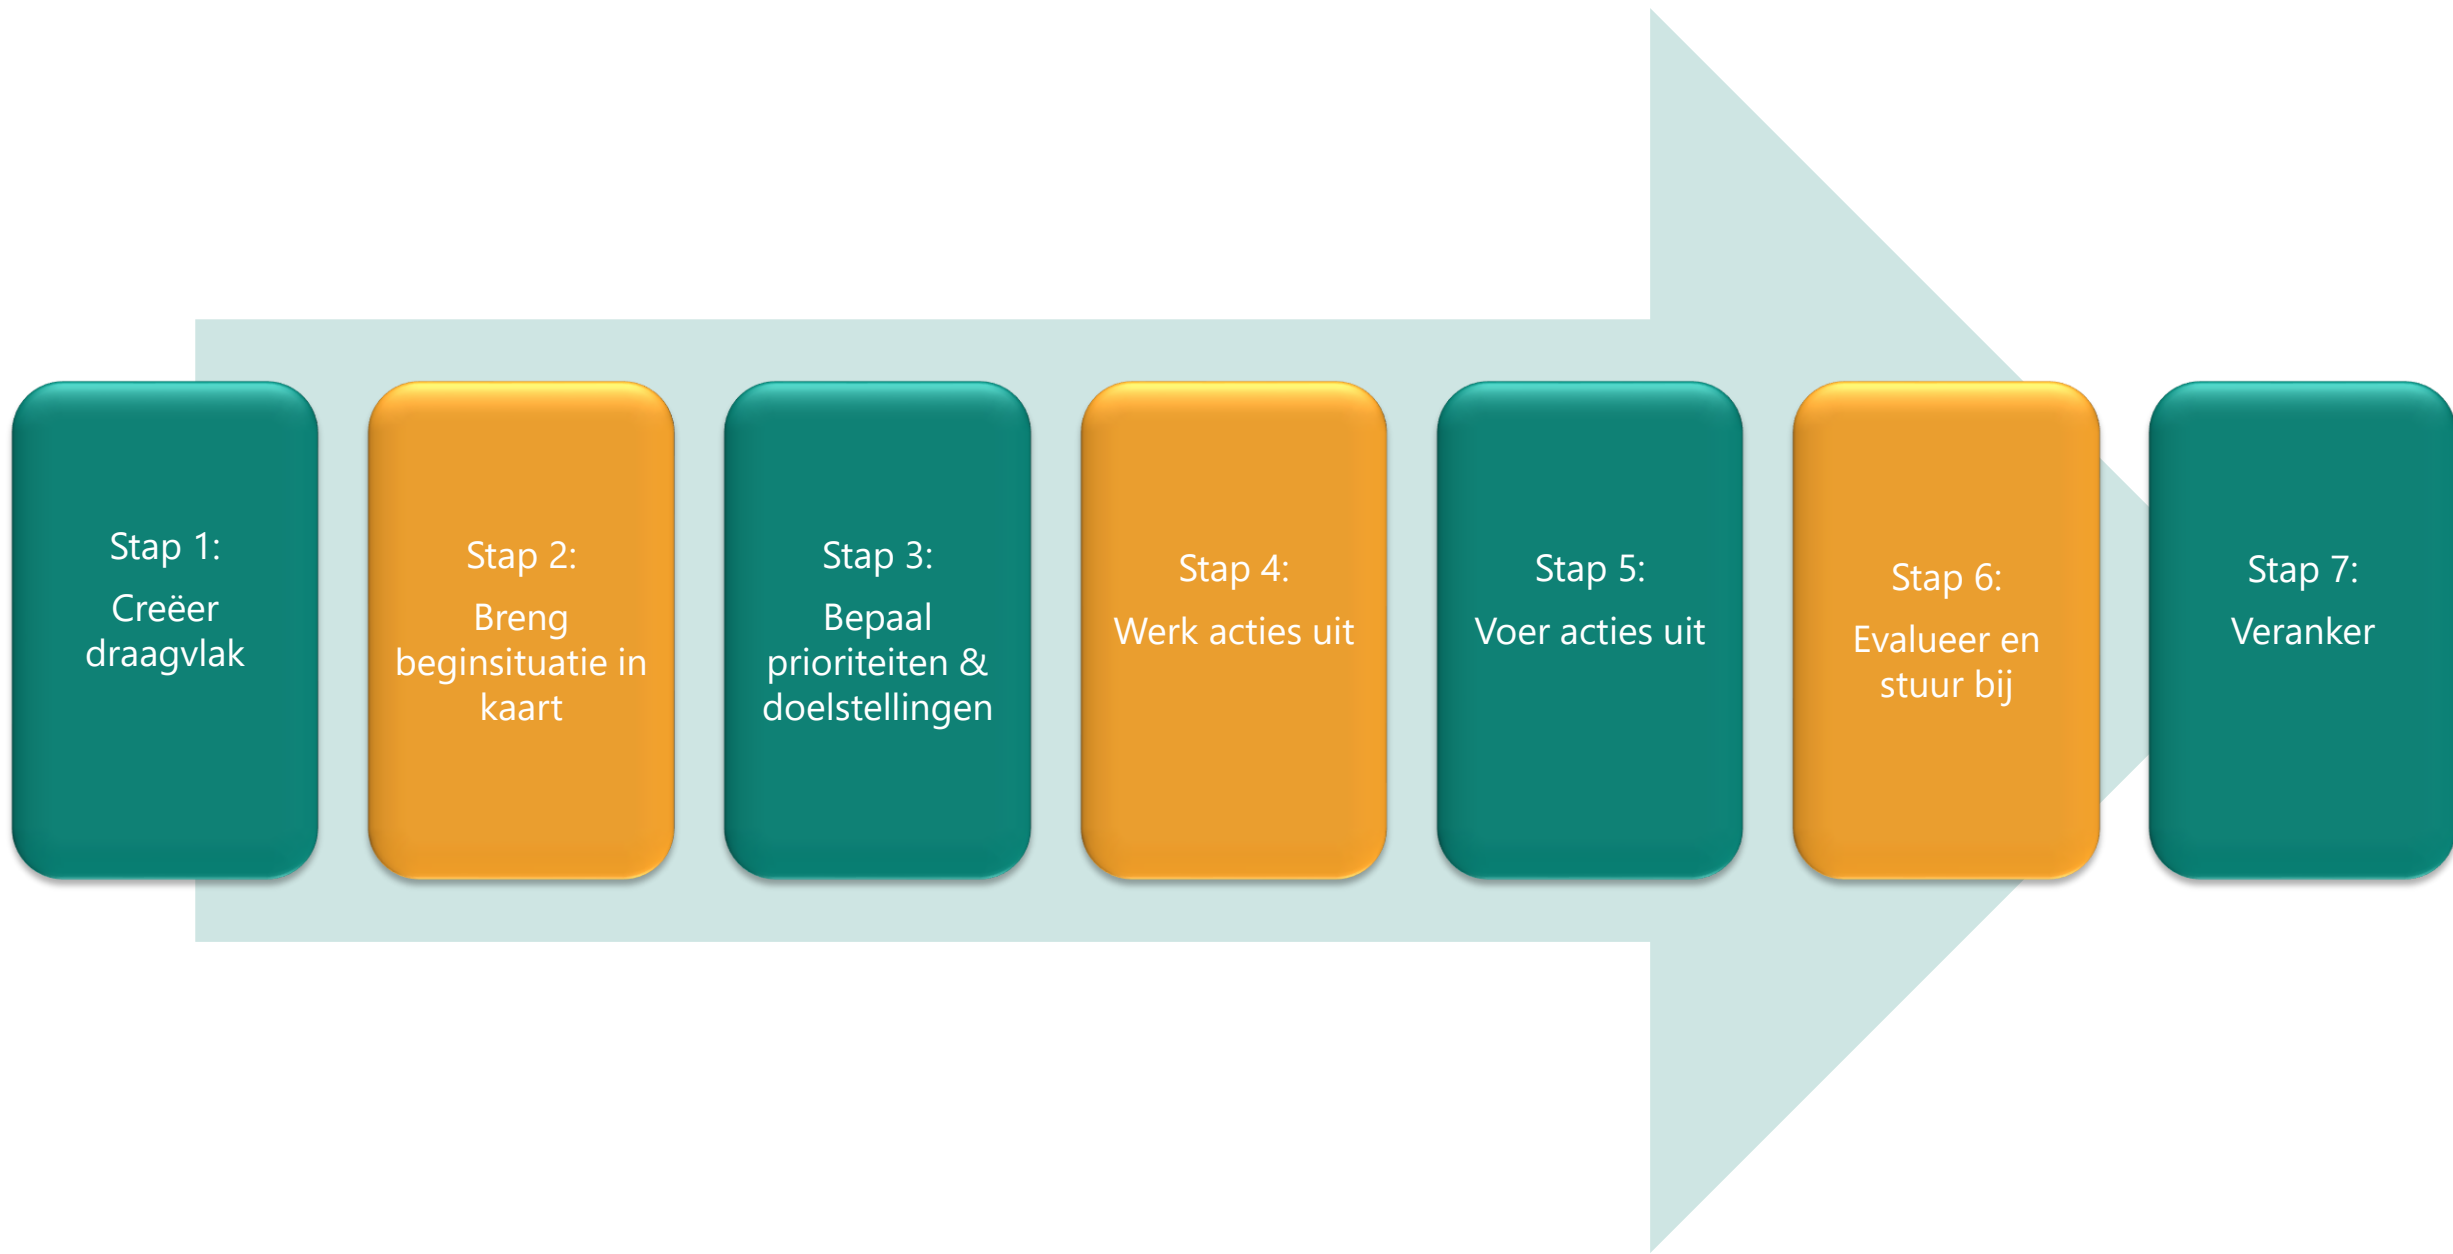 Stap 1:
Creëer
draagvlak
Stap 2:
Breng
beginsituatie in
kaart
Stap 3:
Bepaal
prioriteiten &
doelstellingen
Stap 4:
Werk acties uit
Stap 5:
Voer acties uit
Stap 6:
Evalueer en
stuur bij
Stap 7:
Veranker